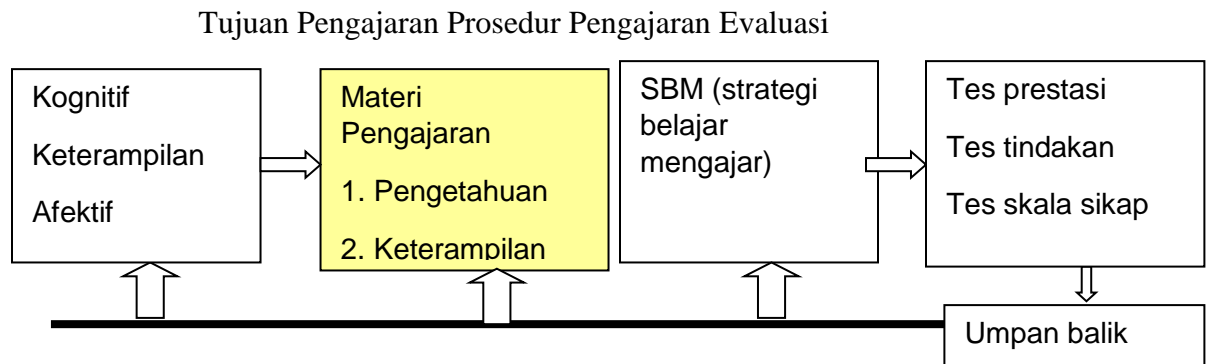 Tujuan Pengajaran Prosedur Pengajaran Evaluasi
Kognitif
Keterampilan
Afektif
Materi
Pengajaran
1. Pengetahuan
2. Keterampilan
SBM (strategi
belajar
mengajar)
Tes prestasi
Tes tindakan
Tes skala sikap
Umpan balik